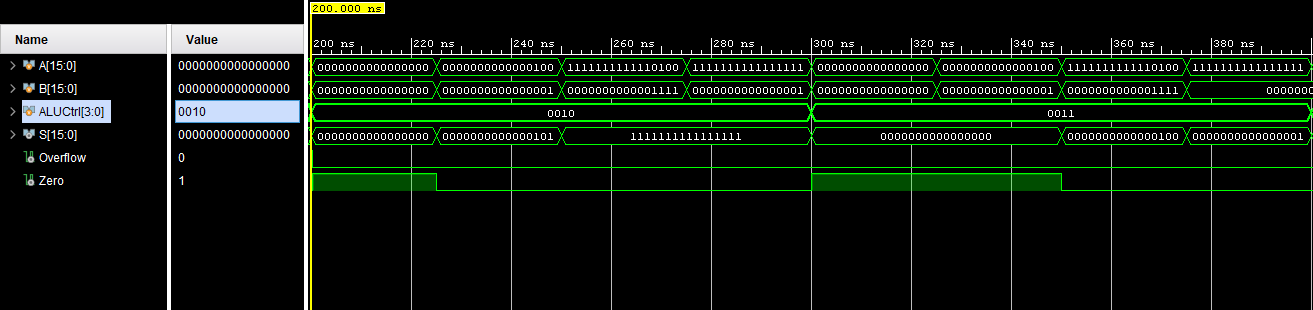 200.000 ns
Name Value
200 ns 220 ns 240 ns 260 ns 280 ns 300 ns 320 ns 340 ns 360 ns 380 ns
A[15:0] 0000000000000000 0000000000000000 0000000000000100 1111111111110100 1111111111111111 0000000000000000 0000000000000100 1111111111110100 1111111111111111
B[15:0] 0000000000000000 0000000000000000 0000000000000001 0000000000001111 0000000000000001 0000000000000000 0000000000000001 0000000000001111 0000000
ALUCtrl[3:0] 0010 0010 0011
S[15:0] 0000000000000000 0000000000000000 0000000000000101 1111111111111111 0000000000000000 0000000000000100 0000000000000001
Overflow 0
Zero 1